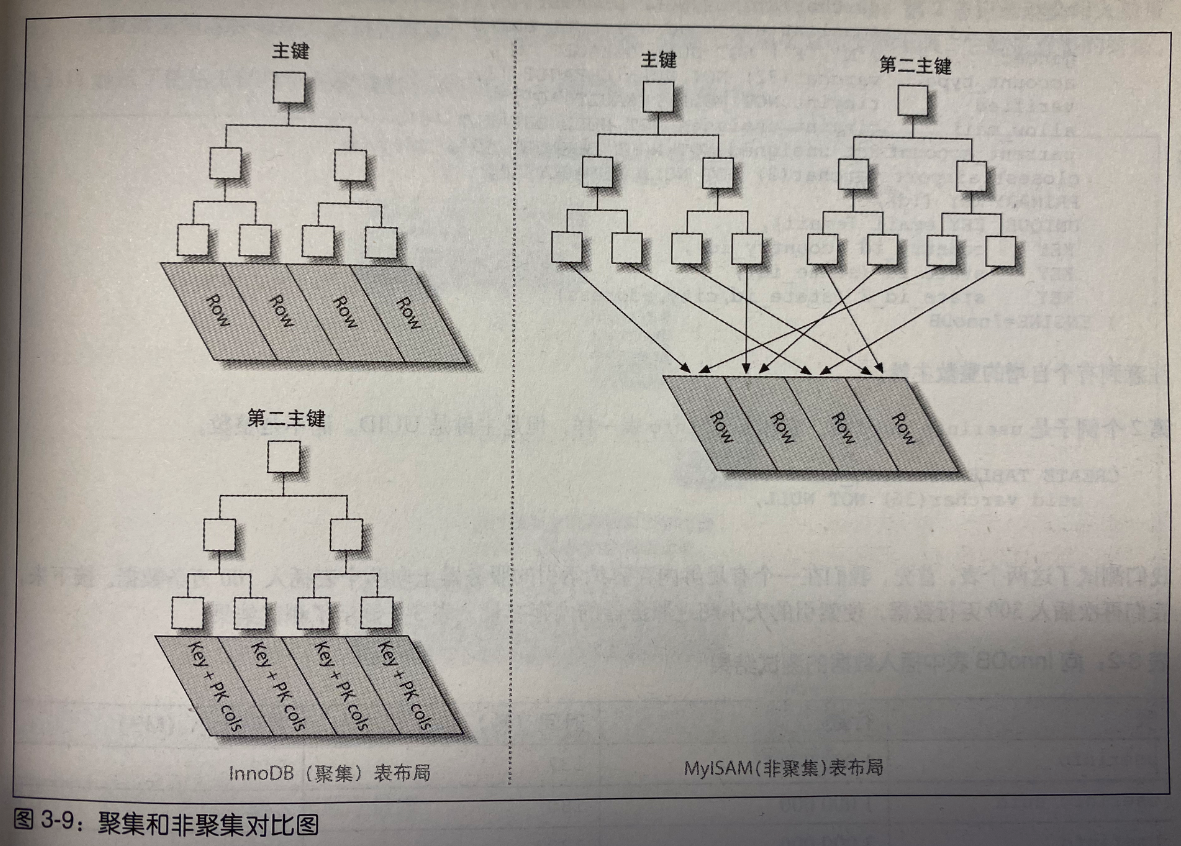 主键
Row
Row
Row
Row
第二主键
Key + PK cols
Key + PK cols
Key + PK cols
Key + PK cols
InnoDB（聚集）表布局
主键
第二主键
Row
Row
Row
Row
MyISAM(非聚集)表布局
图 3-9：聚集和非聚集对比图